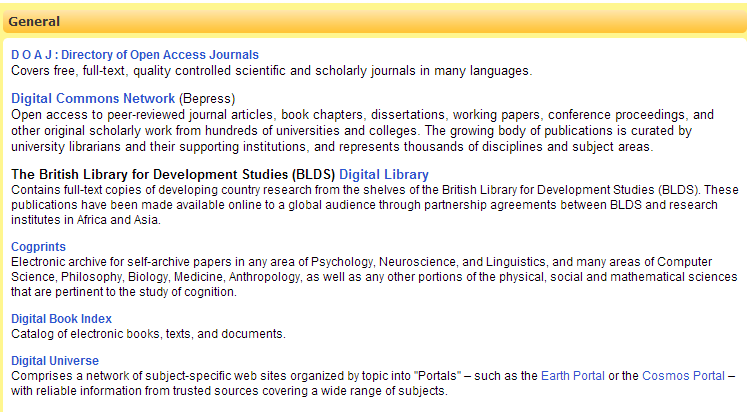 General
D O A J : Directory of Open Access Journals
Covers free, full-text, quality controlled scientific and scholarly journals in many languages.
Digital Commons Network (Bepress)
Open access to peer-reviewed journal articles, book chapters, dissertations, working papers, conference proceedings, and
other original scholarly work from hundreds of universities and colleges. The growing body of publications is curated by
university librarians and their supporting institutions, and represents thousands of disciplines and subject areas.
The British Library for Development Studies (BLDS) Digital Library
Contains full-text copies of developing country research from the shelves of the British Library for Development Studies (BLDS). These
publications have been made available online to a global audience through partnership agreements between BLDS and research
institutes in Africa and Asia.
Cogprints
Electronic archive for self-archive papers in any area of Psychology, Neuroscience, and Linguistics, and many areas of Computer
Science, Philosophy, Biology, Medicine, Anthropology, as well as any other portions of the physical, social and mathematical sciences
that are pertinent to the study of cognition.
Digital Book Index
Catalog of electronic books, texts, and documents.
Digital Universe
Comprises a network of subject-specific web sites organized by topic into "Portals" – such as the Earth Portal or the Cosmos Portal –
with reliable information from trusted sources covering a wide range of subjects.